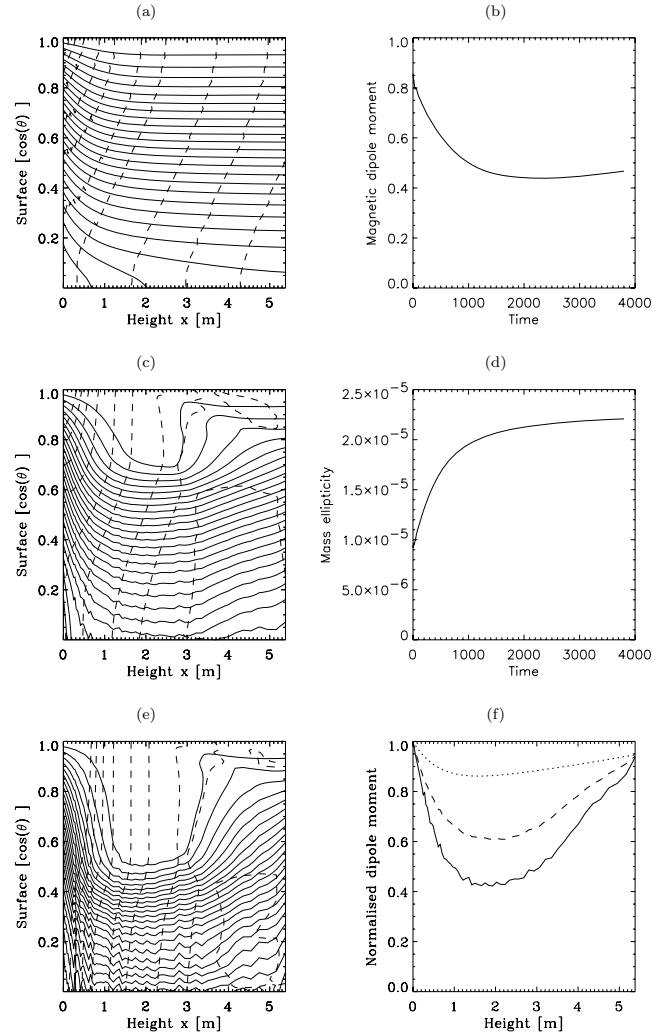 (a)
1.0
0.8
0.6
0.4
0.2
Surface [cos(θ) ]
0 1 2 3 4 5
Height x [m]
(b)
1.0
0.8
0.6
0.4
0.2
0.0
Magnetic dipole moment
0 1000 2000 3000 4000
Time
(c)
1.0
0.8
0.6
0.4
0.2
Surface [cos(θ) ]
0 1 2 3 4 5
Height x [m]
(d)
2.5×10⁻⁵
2.0×10⁻⁵
1.5×10⁻⁵
1.0×10⁻⁵
5.0×10⁻⁶
0
Mass ellipticity
0 1000 2000 3000 4000
Time
(e)
1.0
0.8
0.6
0.4
0.2
Surface [cos(θ) ]
0 1 2 3 4 5
Height x [m]
(f)
1.0
0.8
0.6
0.4
0.2
0.0
Normalised dipole moment
0 1 2 3 4 5
Height [m]